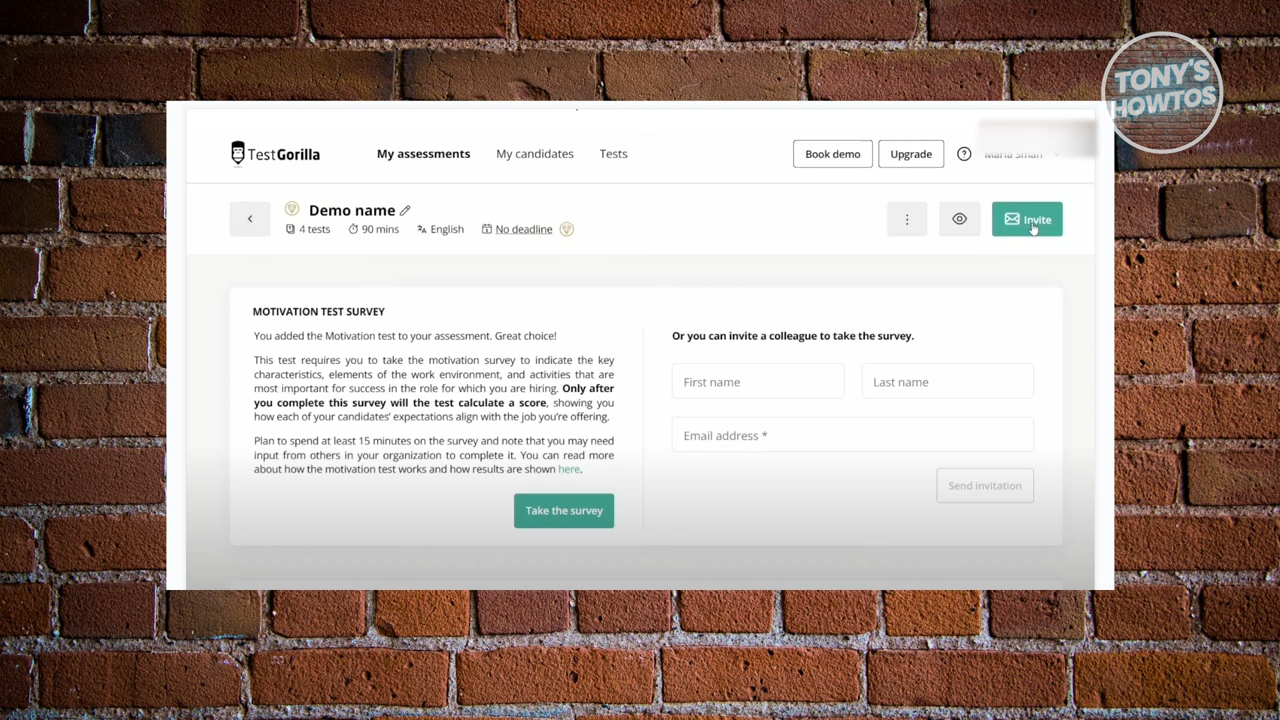 TONY'S
HOWTOS
TestGorilla
My assessments
My candidates
Tests
Book demo
Upgrade
Demo name
4 tests
90 mins
English
No deadline
Invite
MOTIVATION TEST SURVEY
You added the Motivation test to your assessment. Great choice!
This test requires you to take the motivation survey to indicate the key
characteristics, elements of the work environment, and activities that are
most important for success in the role for which you are hiring. Only after
you complete this survey will the test calculate a score, showing you
how each of your candidates' expectations align with the job you're offering.
Plan to spend at least 15 minutes on the survey and note that you may need
input from others in your organization to complete it. You can read more
about how the motivation test works and how results are shown here.
Take the survey
Or you can invite a colleague to take the survey.
First name
Last name
Email address *
Send invitation